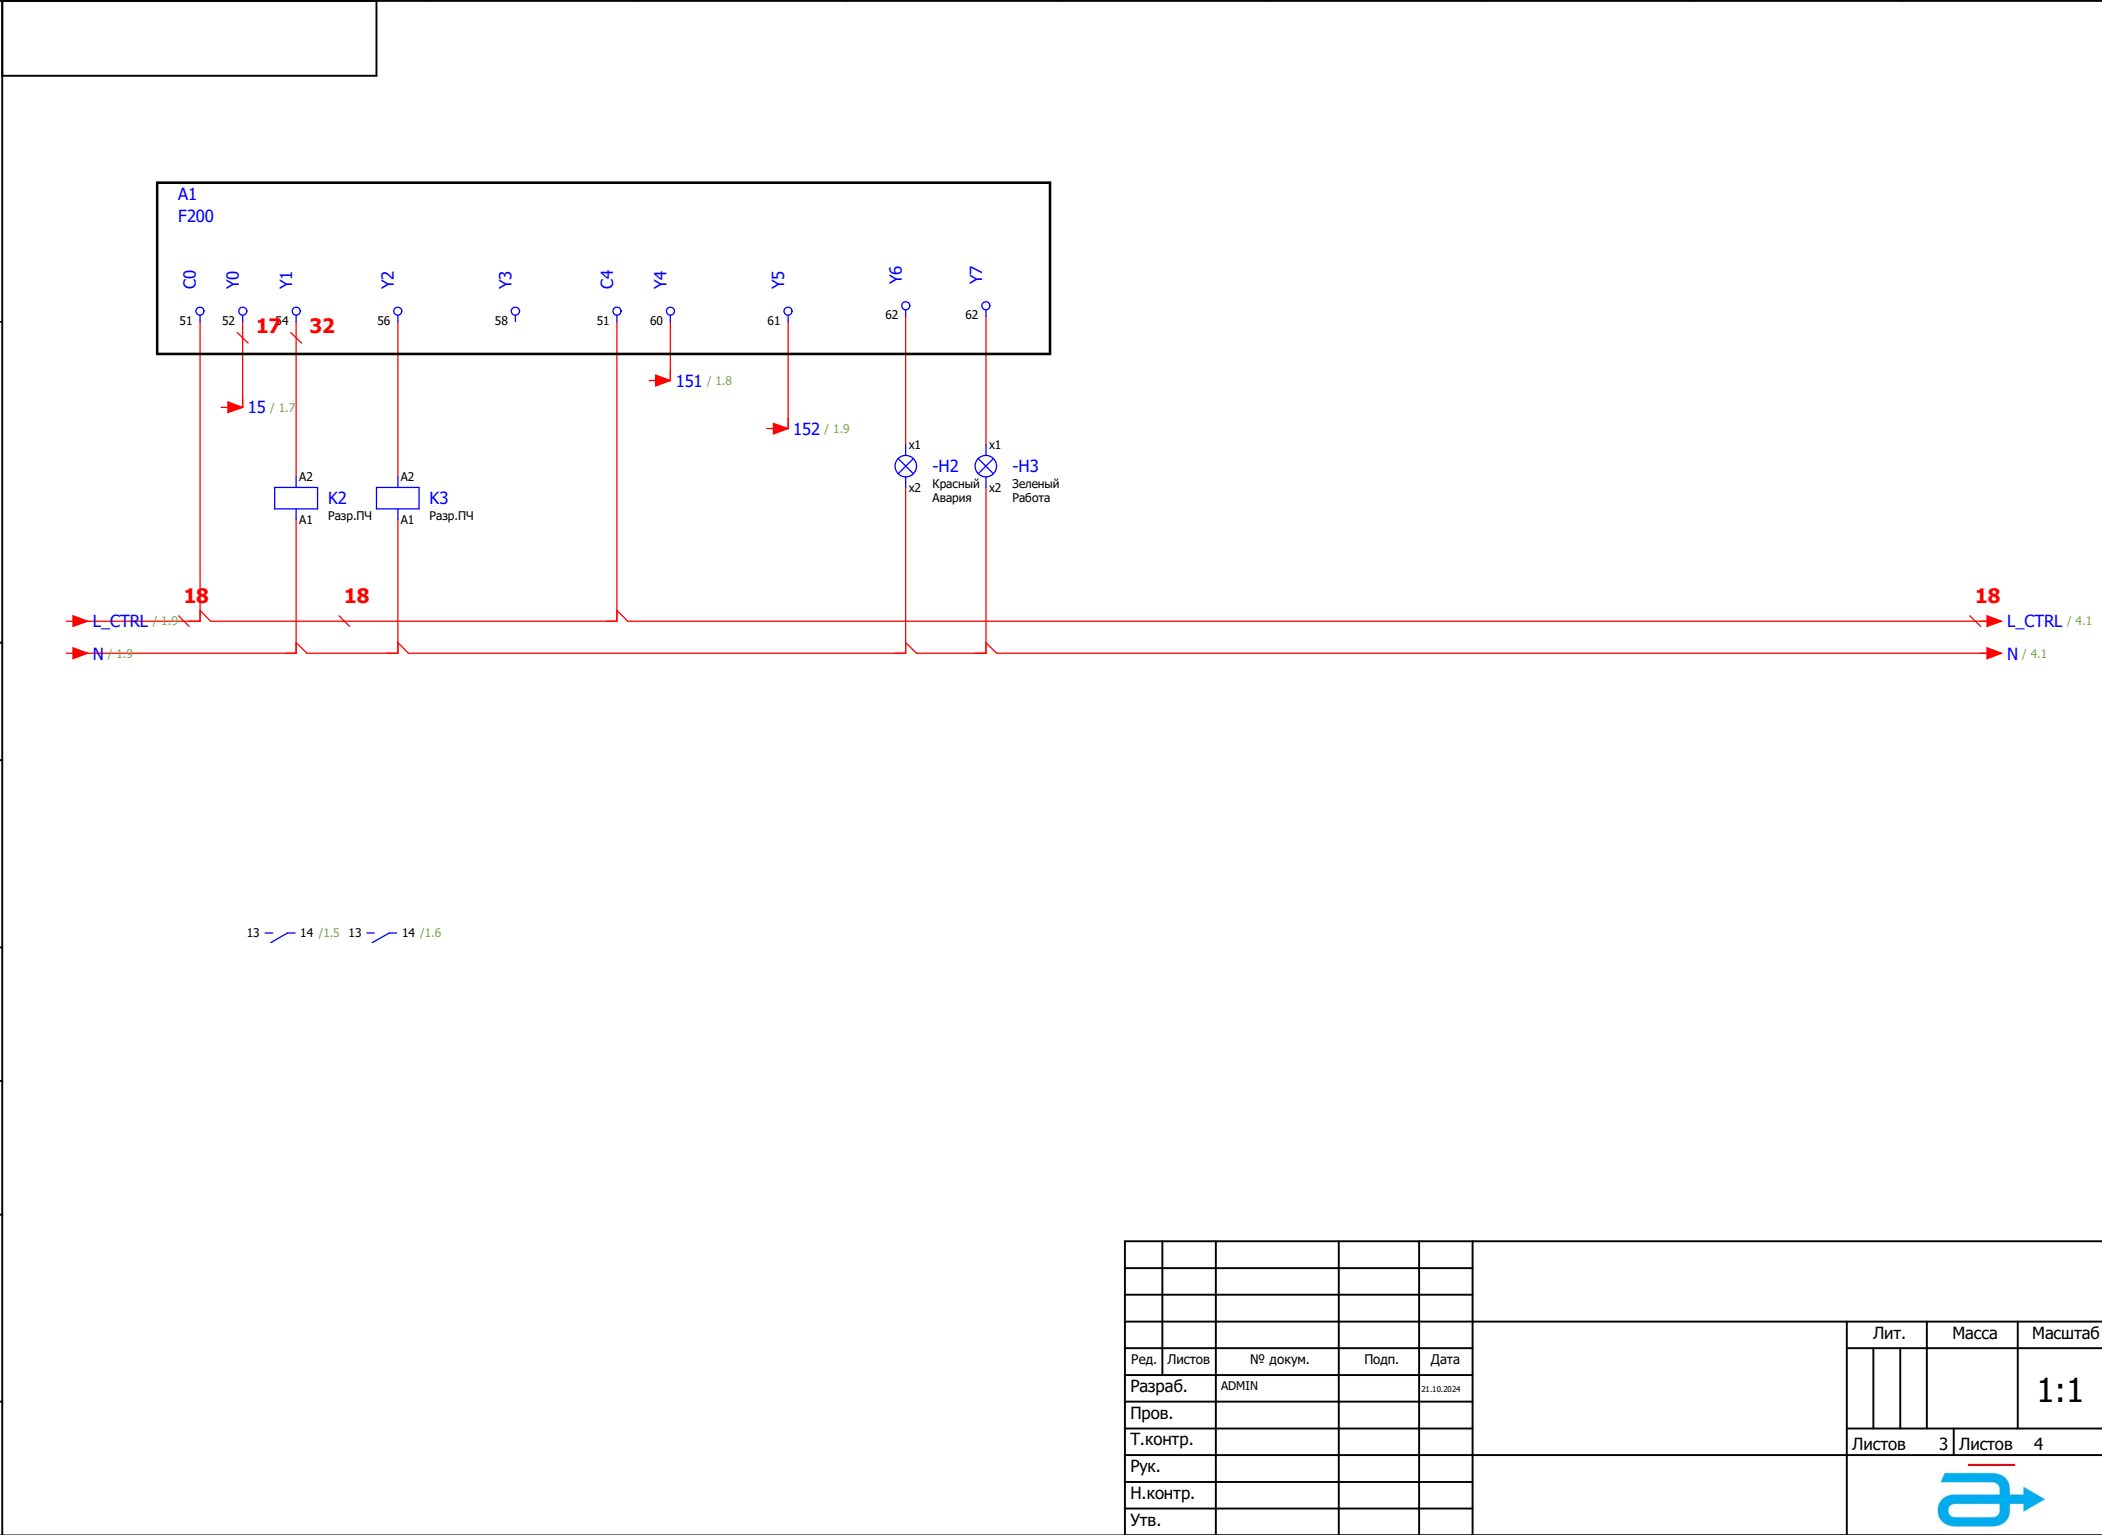 A1
F200
C0 Y0 Y1 Y2 Y3 C4 Y4 Y5 Y6 Y7
51 52 54 56 58 51 60 61 62 62
17 32
151 / 1.8
15 / 1.7
152 / 1.9
x1 x1
-H2 -H3
x2 Красный x2 Зеленый
Авария Работа
A2 A2
K2 K3
A1 Разр.ПЧ A1 Разр.ПЧ
18 18 18
L_CTRL / 1.9 L_CTRL / 4.1
N / 1.9 N / 4.1
13 14 /1.5 13 14 /1.6
Лит. Масса Масштаб
Ред. Листов № докум. Подп. Дата
Разраб. ADMIN 21.10.2024
1:1
Пров.
Т.контр.
Листов 3 Листов 4
Рук.
Н.контр.
Утв.